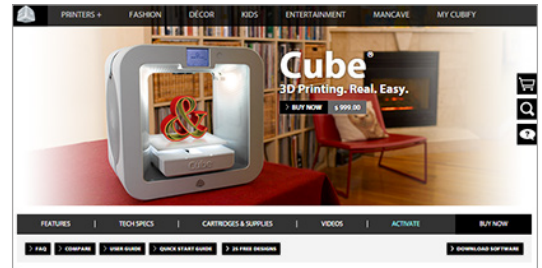 PRINTERS + FASHION DÉCOR KIDS ENTERTAINMENT MANCAVE MY CUBIFY
Cube®
3D Printing. Real. Easy.
> BUY NOW $ 999.00
&
Cube
FEATURES | TECH SPECS | CARTRIDGES & SUPPLIES | VIDEOS | ACTIVATE BUY NOW
> FAQ > COMPARE > USER GUIDE > QUICK START GUIDE > 25 FREE DESIGNS > DOWNLOAD SOFTWARE